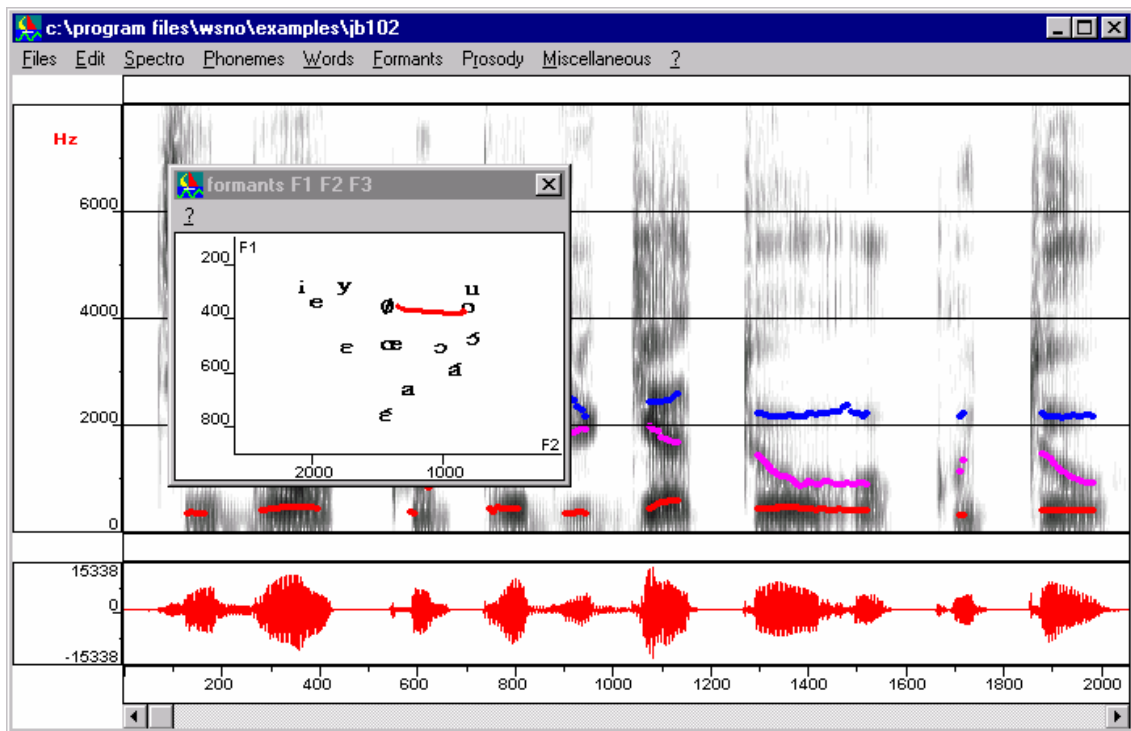 c:\program files\wsno\examples\jb102
Files Edit Spectro Phonemes Words Formants Prosody Miscellaneous ?
Hz
6000
4000
2000
0
formants F1 F2 F3
?
F1
200
400
600
800
i y u
e ø o
ɛ œ ɔ ɔ̃
a ɑ̃
ɛ̃
F2
2000 1000
15338
0
-15338
200 400 600 800 1000 1200 1400 1600 1800 2000